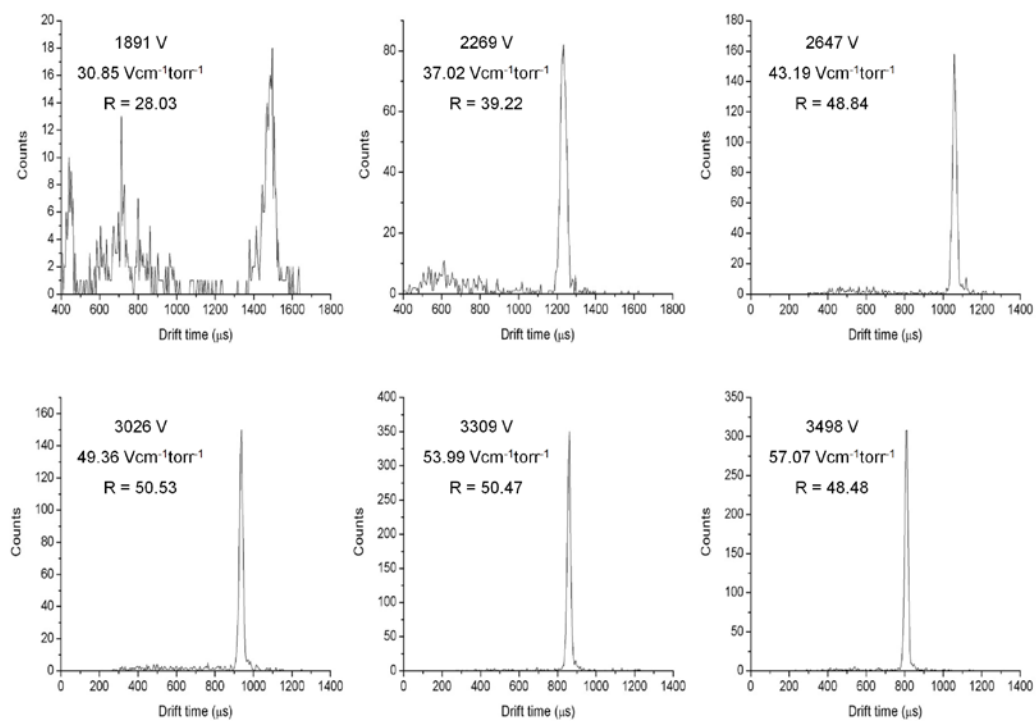 1891 V
30.85 Vcm⁻¹torr⁻¹
R = 28.03
Counts
20
18
16
14
12
10
8
6
4
2
0
400 600 800 1000 1200 1400 1600 1800
Drift time (μs)
2269 V
37.02 Vcm⁻¹torr⁻¹
R = 39.22
Counts
80
60
40
20
0
400 600 800 1000 1200 1400 1600 1800
Drift time (μs)
2647 V
43.19 Vcm⁻¹torr⁻¹
R = 48.84
Counts
180
160
140
120
100
80
60
40
20
0
0 200 400 600 800 1000 1200 1400
Drift time (μs)
3026 V
49.36 Vcm⁻¹torr⁻¹
R = 50.53
Counts
160
140
120
100
80
60
40
20
0
0 200 400 600 800 1000 1200 1400
Drift time (μs)
3309 V
53.99 Vcm⁻¹torr⁻¹
R = 50.47
Counts
400
350
300
250
200
150
100
50
0
0 200 400 600 800 1000 1200 1400
Drift time (μs)
3498 V
57.07 Vcm⁻¹torr⁻¹
R = 48.48
Counts
350
300
250
200
150
100
50
0
0 200 400 600 800 1000 1200 1400
Drift time (μs)